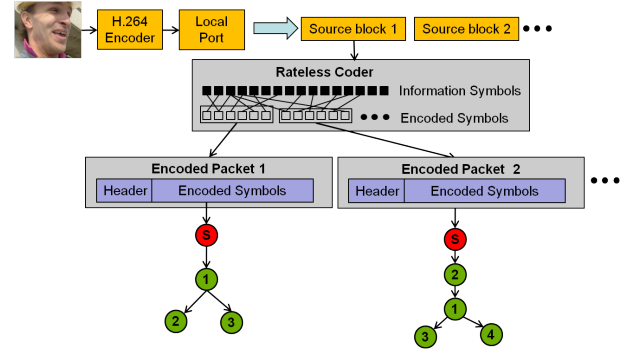 H.264
Encoder
Local
Port
Source block 1
Source block 2
Rateless Coder
Information Symbols
Encoded Symbols
Encoded Packet 1
Header
Encoded Symbols
Encoded Packet 2
Header
Encoded Symbols
S
1
2
3
S
2
1
3
4